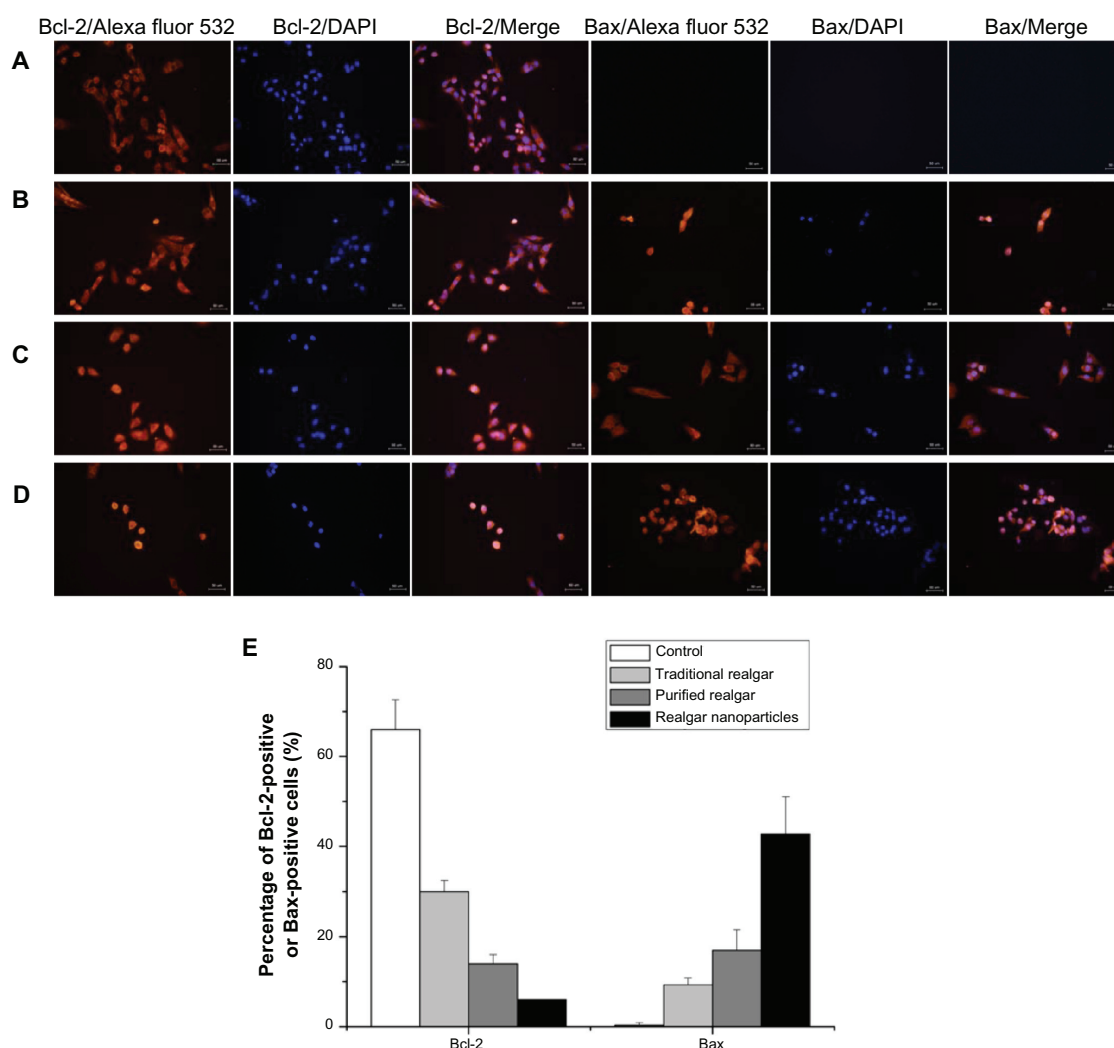 Bcl-2/Alexa fluor 532 Bcl-2/DAPI Bcl-2/Merge Bax/Alexa fluor 532 Bax/DAPI Bax/Merge
A
B
C
D
E
Control
Traditional realgar
Purified realgar
Realgar nanoparticles
Percentage of Bcl-2-positive
or Bax-positive cells (%)
80
60
40
20
0
Bcl-2 Bax